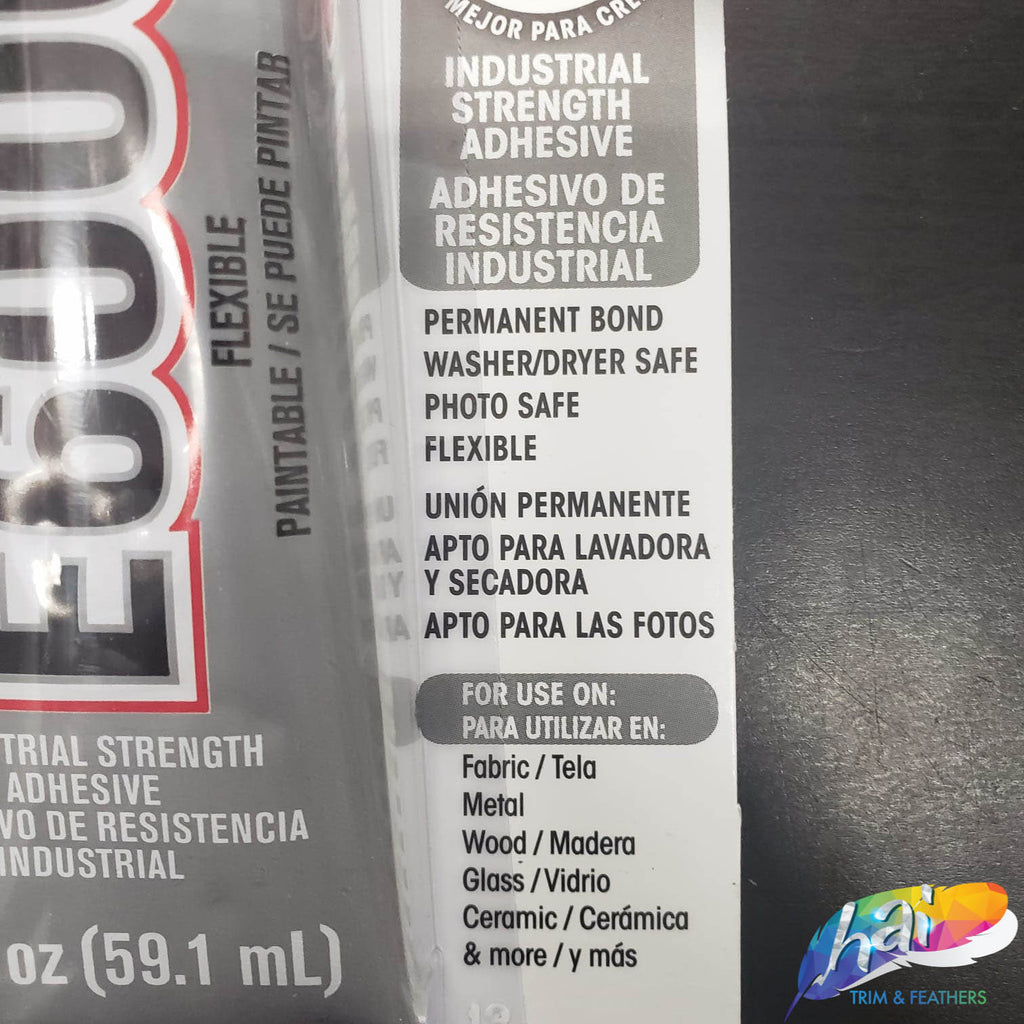 MEJOR PARA
INDUSTRIAL
STRENGTH
ADHESIVE
ADHESIVO DE
RESISTENCIA
INDUSTRIAL
PERMANENT BOND
WASHER/DRYER SAFE
PHOTO SAFE
FLEXIBLE
UNIÓN PERMANENTE
APTO PARA LAVADORA
Y SECADORA
APTO PARA LAS FOTOS
FOR USE ON:
PARA UTILIZAR EN:
Fabric / Tela
Metal
Wood / Madera
Glass / Vidrio
Ceramic / Cerámica
& more / y más
E600
FLEXIBLE
PAINTABLE / SE PUEDE PINTAR
TRIAL STRENGTH
ADHESIVE
VO DE RESISTENCIA
INDUSTRIAL
oz (59.1 mL)
hai
TRIM & FEATHERS